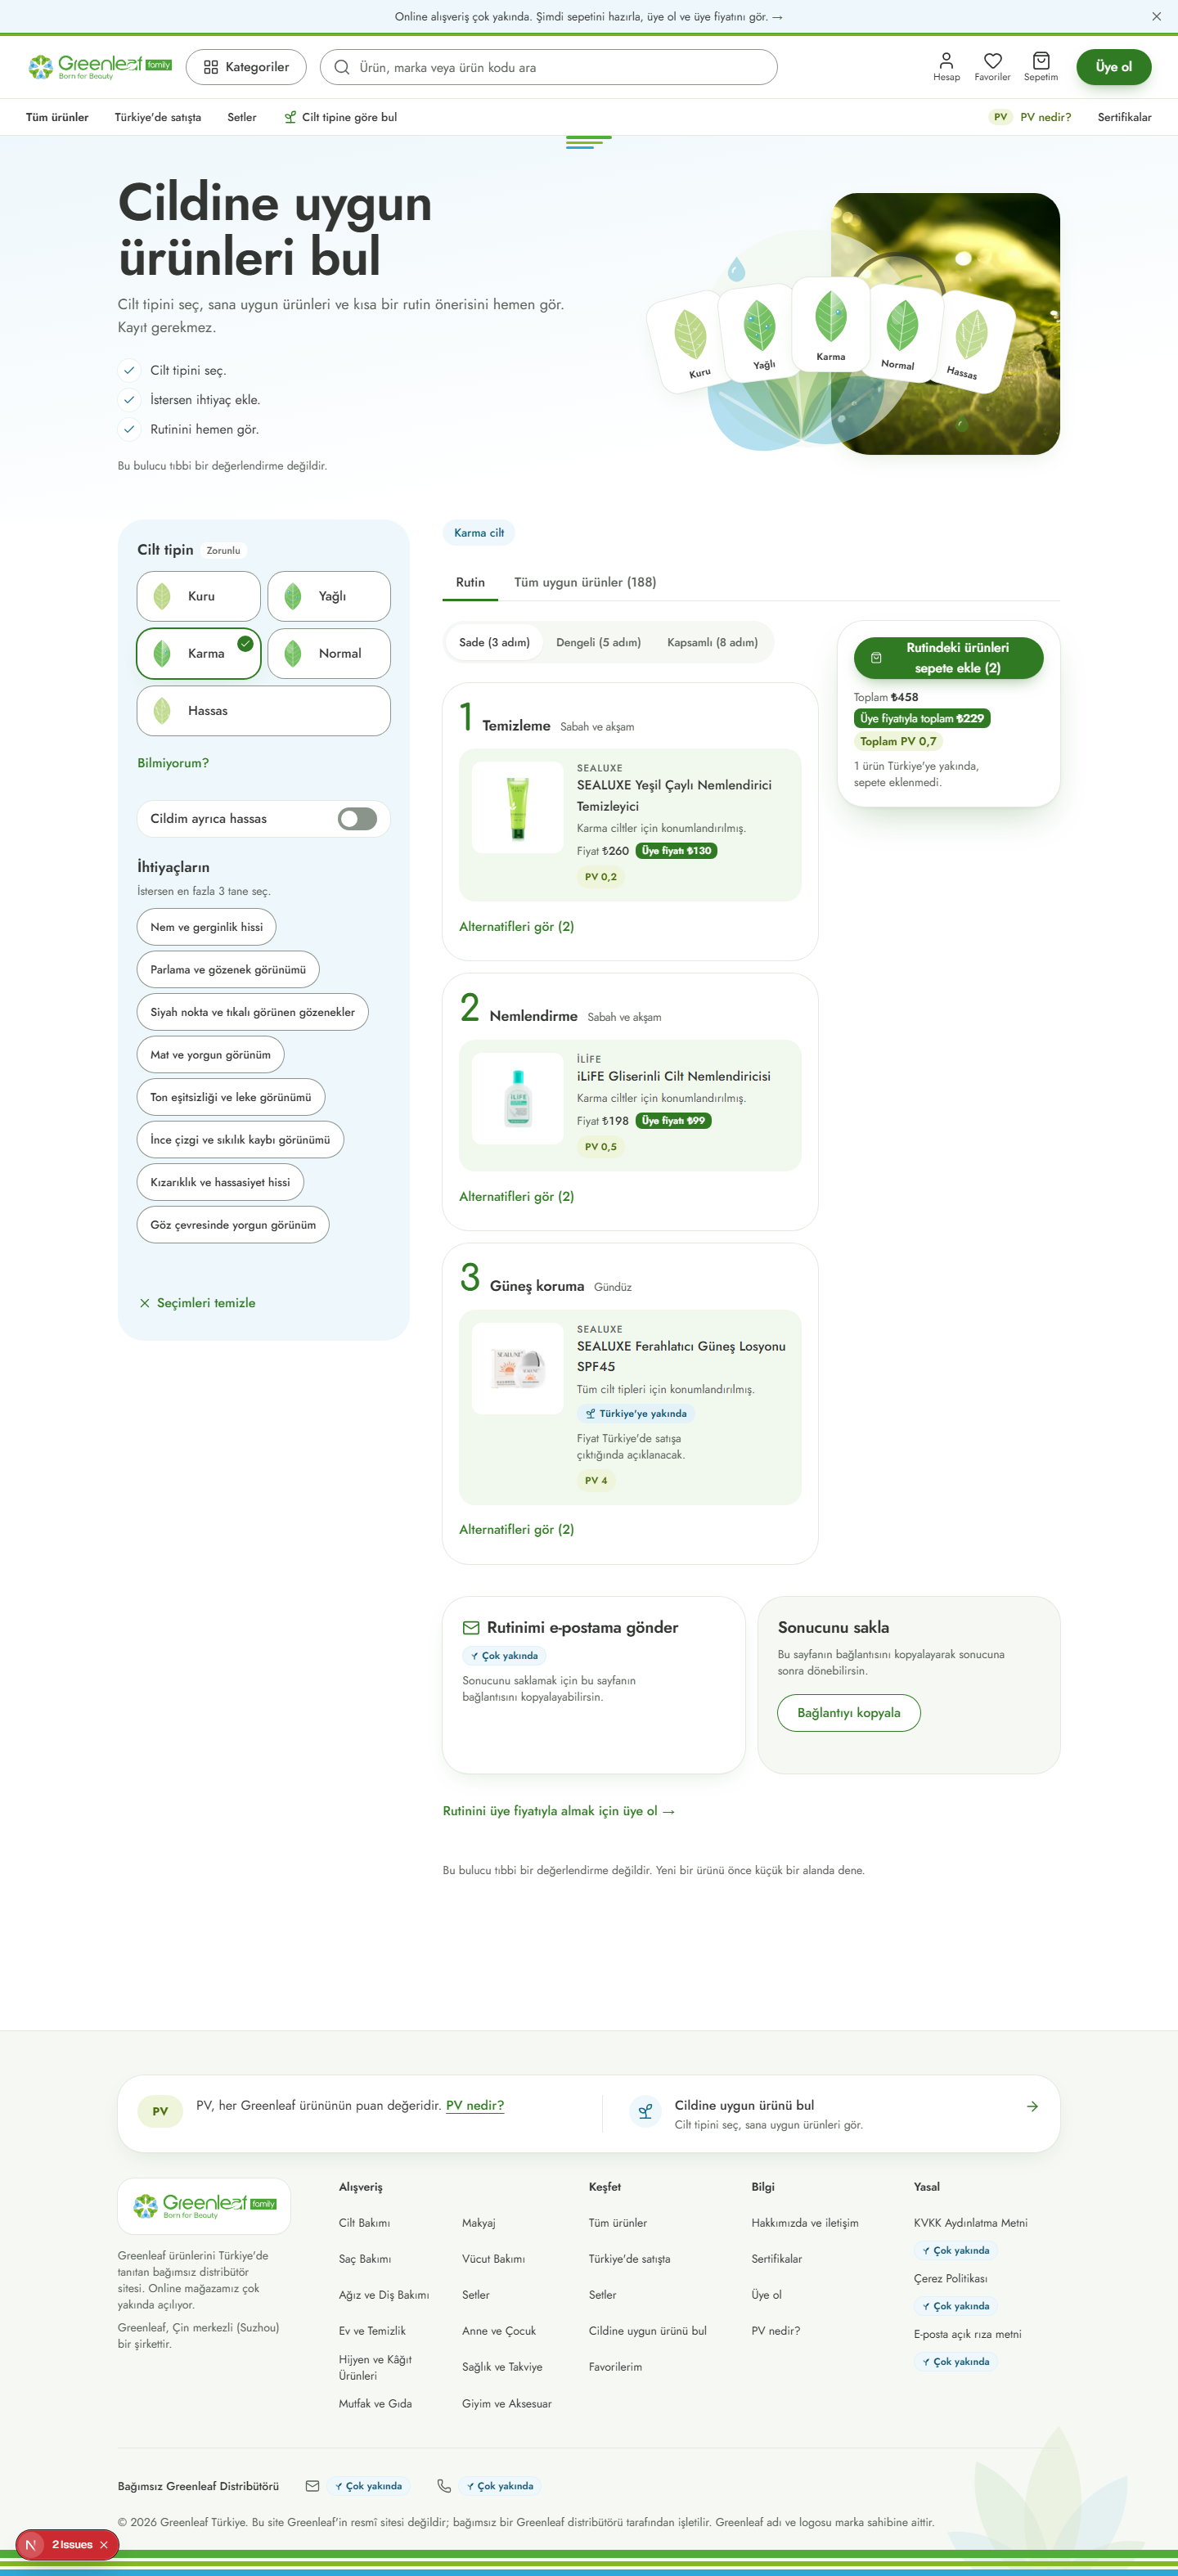 Online alışveriş çok yakında. Şimdi sepetini hazırla, üye ol ve üye fiyatını gör. →
Greenleaf family
Born for Beauty
Kategoriler
Ürün, marka veya ürün kodu ara
Hesap
Favoriler
Sepetim
Üye ol
Tüm ürünler
Türkiye'de satışta
Setler
Cilt tipine göre bul
PV PV nedir?
Sertifikalar
Cildine uygun
ürünleri bul
Cilt tipini seç, sana uygun ürünleri ve kısa bir rutin önerisini hemen gör.
Kayıt gerekmez.
Cilt tipini seç.
İstersen ihtiyaç ekle.
Rutinini hemen gör.
Bu bulucu tıbbi bir değerlendirme değildir.
Kuru
Yağlı
Karma
Normal
Hassas
Cilt tipin Zorunlu
Kuru
Yağlı
Karma
Normal
Hassas
Bilmiyorum?
Cildim ayrıca hassas
İhtiyaçların
İstersen en fazla 3 tane seç.
Nem ve gerginlik hissi
Parlama ve gözenek görünümü
Siyah nokta ve tıkalı görünen gözenekler
Mat ve yorgun görünüm
Ton eşitsizliği ve leke görünümü
İnce çizgi ve sıkılık kaybı görünümü
Kızarıklık ve hassasiyet hissi
Göz çevresinde yorgun görünüm
Seçimleri temizle
Karma cilt
Rutin
Tüm uygun ürünler (188)
Sade (3 adım)
Dengeli (5 adım)
Kapsamlı (8 adım)
1 Temizleme Sabah ve akşam
SEALUXE
SEALUXE Yeşil Çaylı Nemlendirici
Temizleyici
Karma ciltler için konumlandırılmış.
Fiyat ₺260 Üye fiyatı ₺130
PV 0,2
Alternatifleri gör (2)
2 Nemlendirme Sabah ve akşam
İLİFE
iLiFE
iLiFE Gliserinli Cilt Nemlendiricisi
Karma ciltler için konumlandırılmış.
Fiyat ₺198 Üye fiyatı ₺99
PV 0,5
Alternatifleri gör (2)
3 Güneş koruma Gündüz
SEALUXE
SEALUXE
SEALUXE Ferahlatıcı Güneş Losyonu
SPF45
Tüm cilt tipleri için konumlandırılmış.
Türkiye'ye yakında
Fiyat Türkiye'de satışa
çıktığında açıklanacak.
PV 4
Alternatifleri gör (2)
Rutindeki ürünleri
sepete ekle (2)
Toplam ₺458
Üye fiyatıyla toplam ₺229
Toplam PV 0,7
1 ürün Türkiye'ye yakında,
sepete eklenmedi.
Rutinimi e-postama gönder
Çok yakında
Sonucunu saklamak için bu sayfanın
bağlantısını kopyalayabilirsin.
Sonucunu sakla
Bu sayfanın bağlantısını kopyalayarak sonucuna
sonra dönebilirsin.
Bağlantıyı kopyala
Rutinini üye fiyatıyla almak için üye ol →
Bu bulucu tıbbi bir değerlendirme değildir. Yeni bir ürünü önce küçük bir alanda dene.
PV
PV, her Greenleaf ürününün puan değeridir. PV nedir?
Cildine uygun ürünü bul
Cilt tipini seç, sana uygun ürünleri gör.
Greenleaf family
Born for Beauty
Greenleaf ürünlerini Türkiye'de
tanıtan bağımsız distribütör
sitesi. Online mağazamız çok
yakında açılıyor.
Greenleaf, Çin merkezli (Suzhou)
bir şirkettir.
Alışveriş
Cilt Bakımı
Saç Bakımı
Ağız ve Diş Bakımı
Ev ve Temizlik
Hijyen ve Kâğıt
Ürünleri
Mutfak ve Gıda
Makyaj
Vücut Bakımı
Setler
Anne ve Çocuk
Sağlık ve Takviye
Giyim ve Aksesuar
Keşfet
Tüm ürünler
Türkiye'de satışta
Setler
Cildine uygun ürünü bul
Favorilerim
Bilgi
Hakkımızda ve iletişim
Sertifikalar
Üye ol
PV nedir?
Yasal
KVKK Aydınlatma Metni
Çok yakında
Çerez Politikası
Çok yakında
E-posta açık rıza metni
Çok yakında
Bağımsız Greenleaf Distribütörü
Çok yakında
Çok yakında
© 2026 Greenleaf Türkiye. Bu site Greenleaf'in resmî sitesi değildir; bağımsız bir Greenleaf distribütörü tarafından işletilir. Greenleaf adı ve logosu marka sahibine aittir.
N 2 Issues